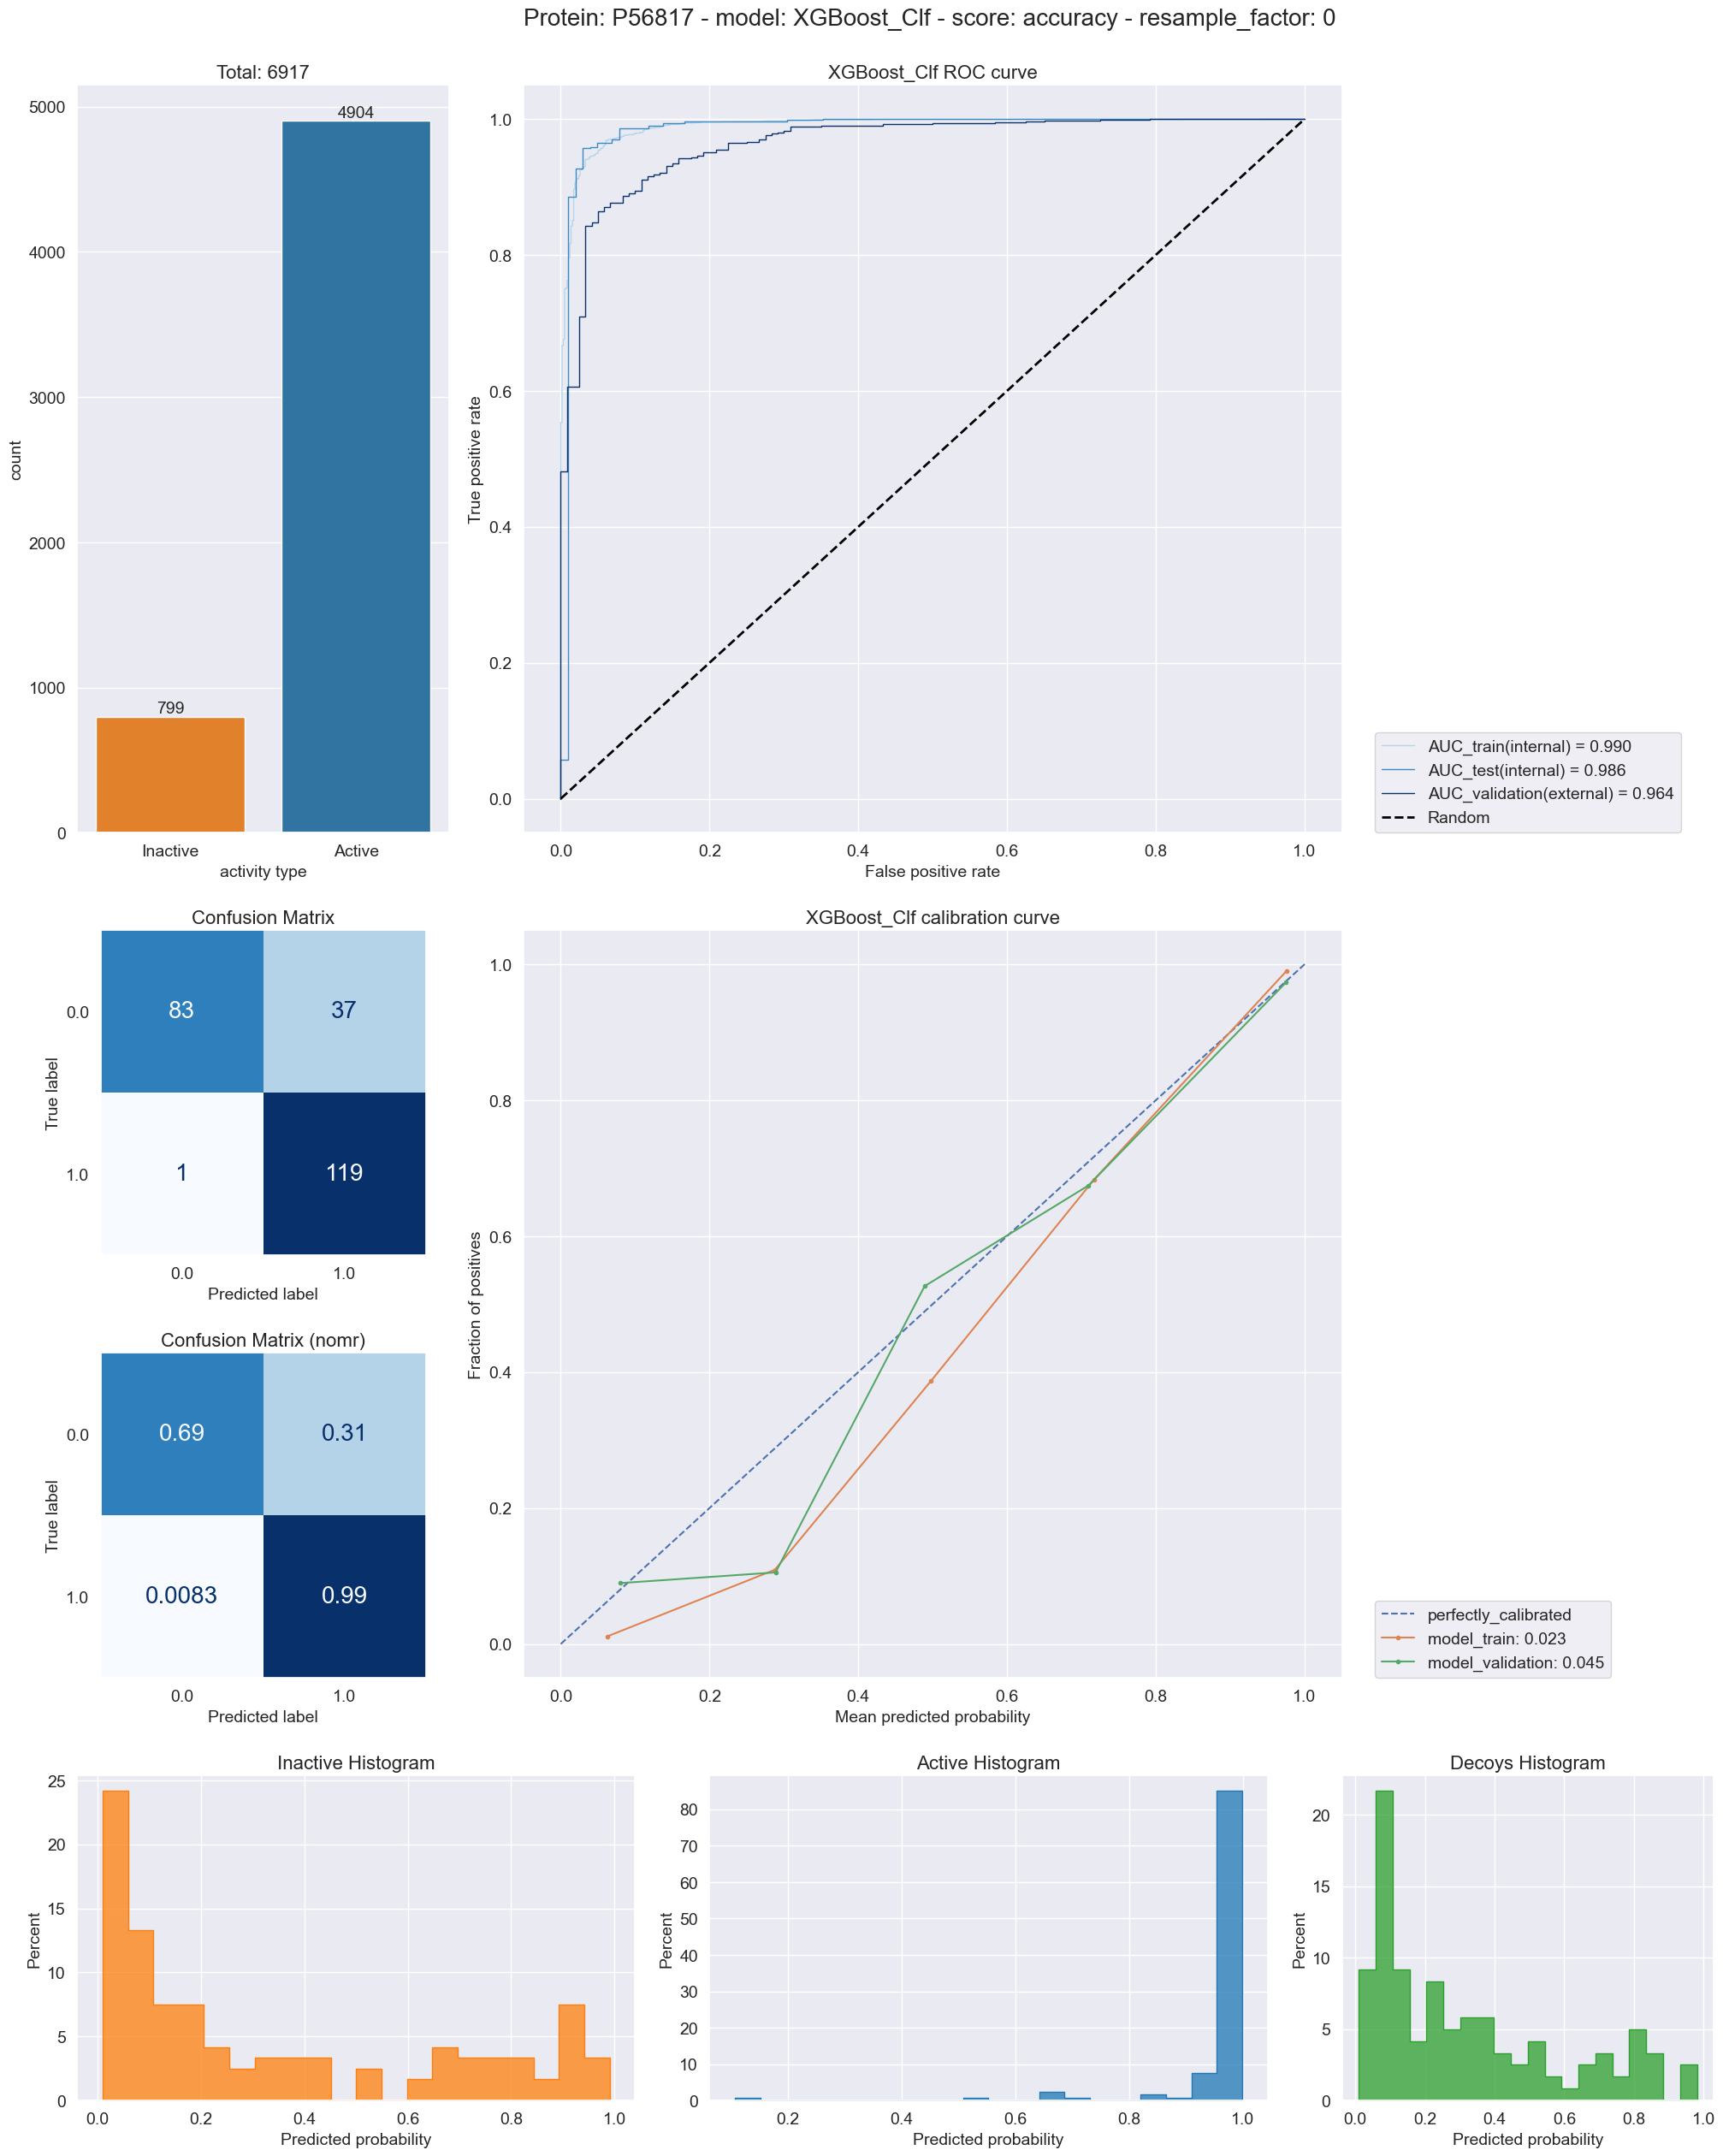 Protein: P56817 - model: XGBoost_Clf - score: accuracy - resample_factor: 0
Total: 6917
5000
4000
3000
2000
1000
0
count
4904
799
Inactive Active
activity type
XGBoost_Clf ROC curve
1.0
0.8
0.6
0.4
0.2
0.0
True positive rate
0.0 0.2 0.4 0.6 0.8 1.0
False positive rate
AUC_train(internal) = 0.990
AUC_test(internal) = 0.986
AUC_validation(external) = 0.964
Random
Confusion Matrix
0.0
1.0
True label
83 37
1 119
0.0 1.0
Predicted label
Confusion Matrix (nomr)
0.0
1.0
True label
0.69 0.31
0.0083 0.99
0.0 1.0
Predicted label
XGBoost_Clf calibration curve
1.0
0.8
0.6
0.4
0.2
0.0
Fraction of positives
0.0 0.2 0.4 0.6 0.8 1.0
Mean predicted probability
perfectly_calibrated
model_train: 0.023
model_validation: 0.045
Inactive Histogram
25
20
15
10
5
0
Percent
0.0 0.2 0.4 0.6 0.8 1.0
Predicted probability
Active Histogram
80
70
60
50
40
30
20
10
0
Percent
0.2 0.4 0.6 0.8 1.0
Predicted probability
Decoys Histogram
20
15
10
5
0
Percent
0.0 0.2 0.4 0.6 0.8 1.0
Predicted probability